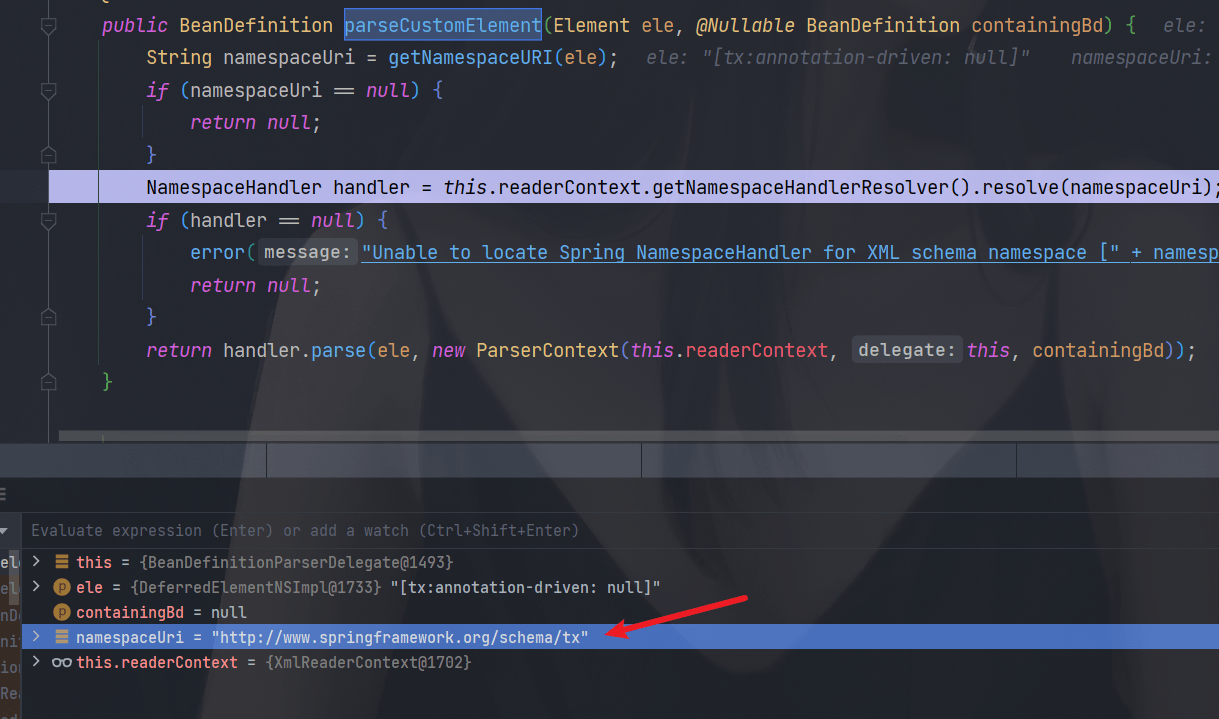 public BeanDefinition parseCustomElement(Element ele, @Nullable BeanDefinition containingBd) { ele:
String namespaceUri = getNamespaceURI(ele); ele: "[tx:annotation-driven: null]" namespaceUri:
if (namespaceUri == null) {
return null;
}
NamespaceHandler handler = this.readerContext.getNamespaceHandlerResolver().resolve(namespaceUri);
if (handler == null) {
error( message: "Unable to locate Spring NamespaceHandler for XML schema namespace [" + namesp
return null;
}
return handler.parse(ele, new ParserContext(this.readerContext, delegate: this, containingBd));
}
Evaluate expression (Enter) or add a watch (Ctrl+Shift+Enter)
this = {BeanDefinitionParserDelegate@1493}
p ele = {DeferredElementNSImpl@1733} "[tx:annotation-driven: null]"
p containingBd = null
namespaceUri = "http://www.springframework.org/schema/tx"
this.readerContext = {XmlReaderContext@1702}